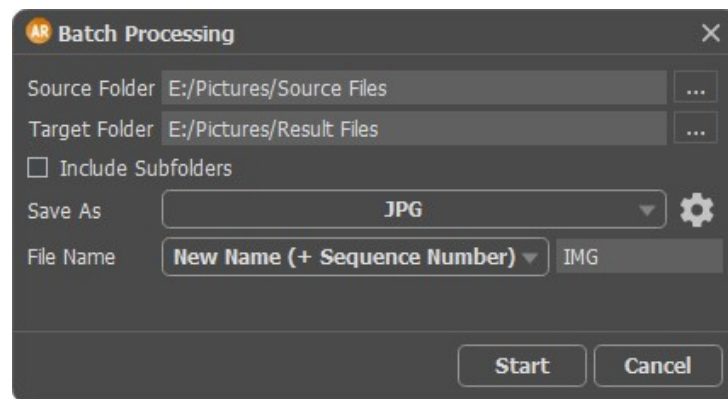 AR Batch Processing
Source Folder E:/Pictures/Source Files ...
Target Folder E:/Pictures/Result Files ...
Include Subfolders
Save As JPG
File Name New Name (+ Sequence Number) IMG
Start Cancel